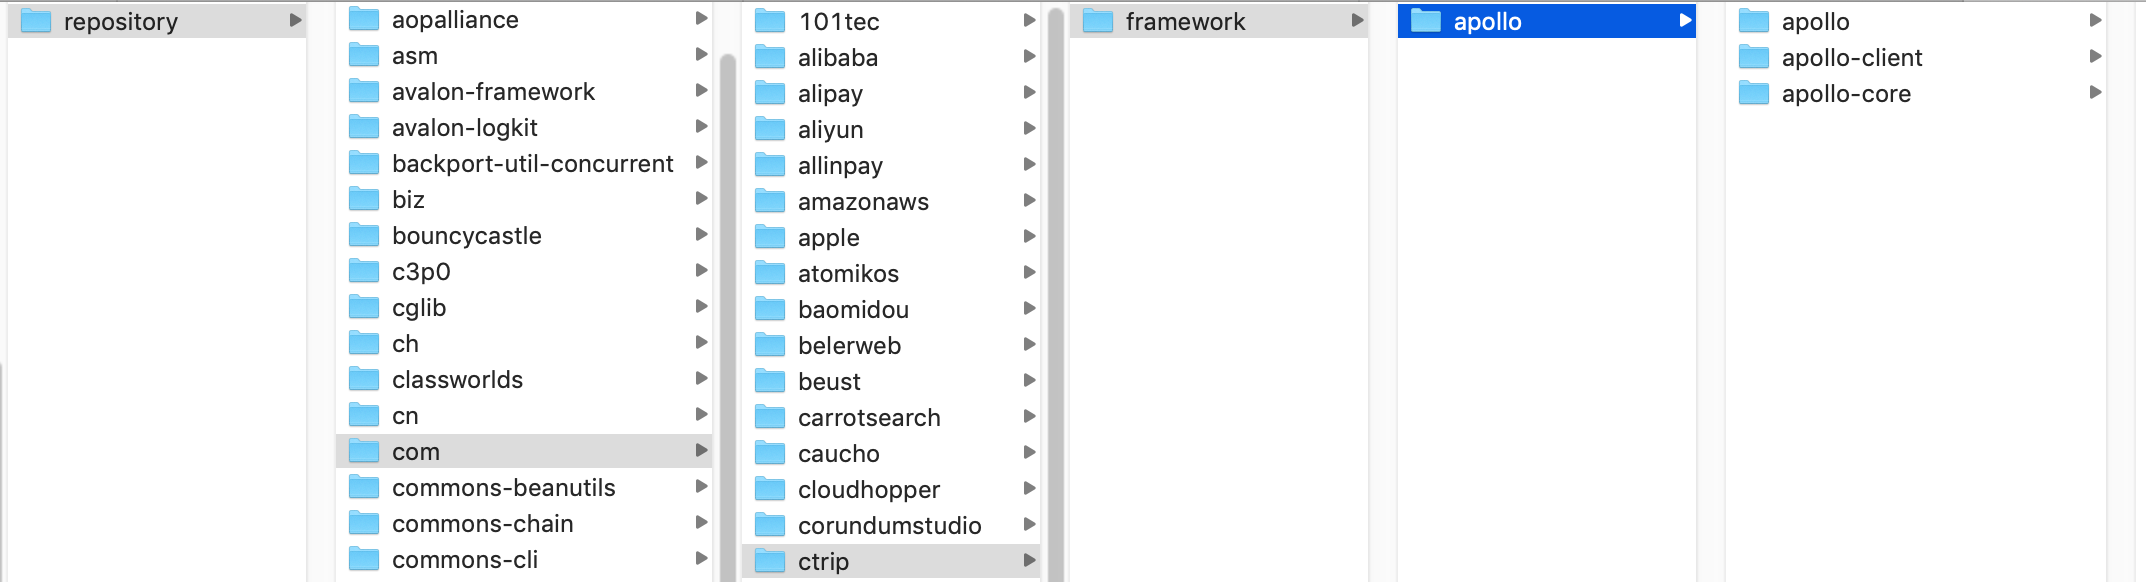 repository
aopalliance
asm
avalon-framework
avalon-logkit
backport-util-concurrent
biz
bouncycastle
c3p0
cglib
ch
classworlds
cn
com
commons-beanutils
commons-chain
commons-cli
101tec
alibaba
alipay
aliyun
allinpay
amazonaws
apple
atomikos
baomidou
belerweb
beust
carrotsearch
caucho
cloudhopper
corundumstudio
ctrip
framework
apollo
apollo
apollo-client
apollo-core